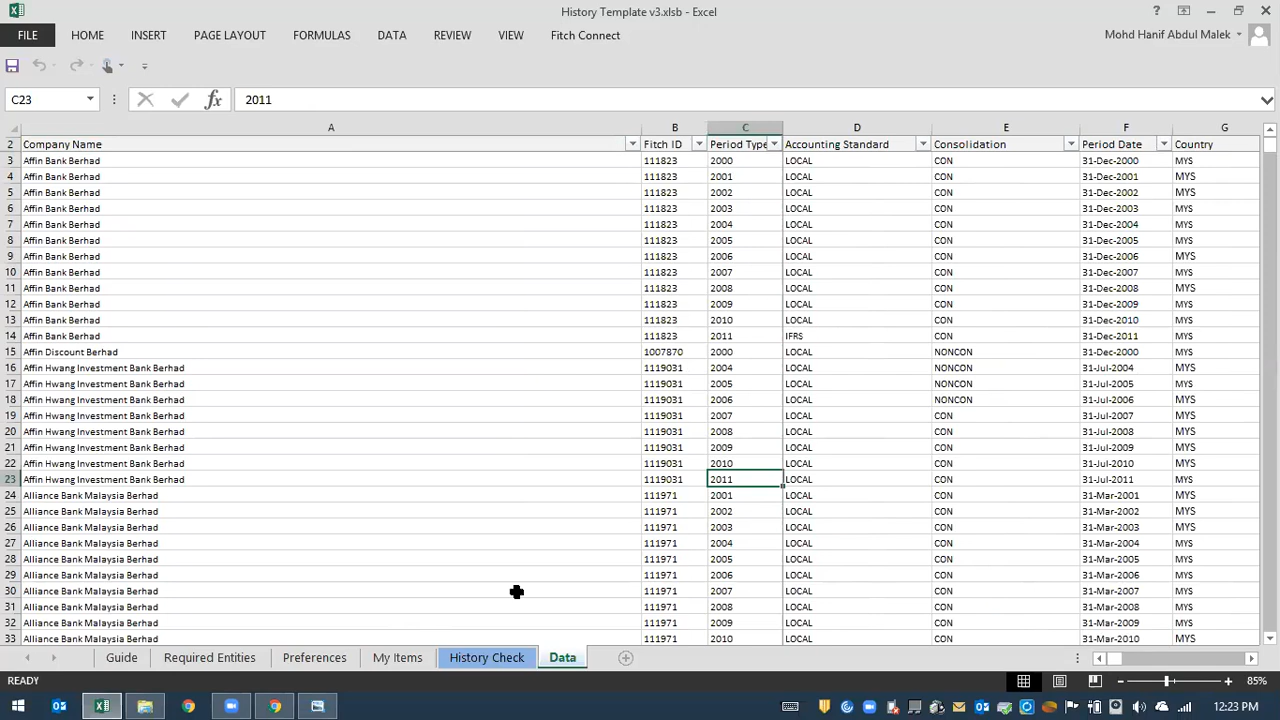 History Template v3.xlsb - Excel
?
FILE HOME INSERT PAGE LAYOUT FORMULAS DATA REVIEW VIEW Fitch Connect Mohd Hanif Abdul Malek
C23 fx 2011
A B C D E F G
2 Company Name Fitch ID Period Type Accounting Standard Consolidation Period Date Country
3 Affin Bank Berhad 111823 2000 LOCAL CON 31-Dec-2000 MYS
4 Affin Bank Berhad 111823 2001 LOCAL CON 31-Dec-2001 MYS
5 Affin Bank Berhad 111823 2002 LOCAL CON 31-Dec-2002 MYS
6 Affin Bank Berhad 111823 2003 LOCAL CON 31-Dec-2003 MYS
7 Affin Bank Berhad 111823 2004 LOCAL CON 31-Dec-2004 MYS
8 Affin Bank Berhad 111823 2005 LOCAL CON 31-Dec-2005 MYS
9 Affin Bank Berhad 111823 2006 LOCAL CON 31-Dec-2006 MYS
10 Affin Bank Berhad 111823 2007 LOCAL CON 31-Dec-2007 MYS
11 Affin Bank Berhad 111823 2008 LOCAL CON 31-Dec-2008 MYS
12 Affin Bank Berhad 111823 2009 LOCAL CON 31-Dec-2009 MYS
13 Affin Bank Berhad 111823 2010 LOCAL CON 31-Dec-2010 MYS
14 Affin Bank Berhad 111823 2011 IFRS CON 31-Dec-2011 MYS
15 Affin Discount Berhad 1007870 2000 LOCAL NONCON 31-Dec-2000 MYS
16 Affin Hwang Investment Bank Berhad 1119031 2004 LOCAL NONCON 31-Jul-2004 MYS
17 Affin Hwang Investment Bank Berhad 1119031 2005 LOCAL NONCON 31-Jul-2005 MYS
18 Affin Hwang Investment Bank Berhad 1119031 2006 LOCAL NONCON 31-Jul-2006 MYS
19 Affin Hwang Investment Bank Berhad 1119031 2007 LOCAL CON 31-Jul-2007 MYS
20 Affin Hwang Investment Bank Berhad 1119031 2008 LOCAL CON 31-Jul-2008 MYS
21 Affin Hwang Investment Bank Berhad 1119031 2009 LOCAL CON 31-Jul-2009 MYS
22 Affin Hwang Investment Bank Berhad 1119031 2010 LOCAL CON 31-Jul-2010 MYS
23 Affin Hwang Investment Bank Berhad 1119031 2011 LOCAL CON 31-Jul-2011 MYS
24 Alliance Bank Malaysia Berhad 111971 2001 LOCAL CON 31-Mar-2001 MYS
25 Alliance Bank Malaysia Berhad 111971 2002 LOCAL CON 31-Mar-2002 MYS
26 Alliance Bank Malaysia Berhad 111971 2003 LOCAL CON 31-Mar-2003 MYS
27 Alliance Bank Malaysia Berhad 111971 2004 LOCAL CON 31-Mar-2004 MYS
28 Alliance Bank Malaysia Berhad 111971 2005 LOCAL CON 31-Mar-2005 MYS
29 Alliance Bank Malaysia Berhad 111971 2006 LOCAL CON 31-Mar-2006 MYS
30 Alliance Bank Malaysia Berhad 111971 2007 LOCAL CON 31-Mar-2007 MYS
31 Alliance Bank Malaysia Berhad 111971 2008 LOCAL CON 31-Mar-2008 MYS
32 Alliance Bank Malaysia Berhad 111971 2009 LOCAL CON 31-Mar-2009 MYS
33 Alliance Bank Malaysia Berhad 111971 2010 LOCAL CON 31-Mar-2010 MYS
Guide Required Entities Preferences My Items History Check Data
READY 85%
12:23 PM